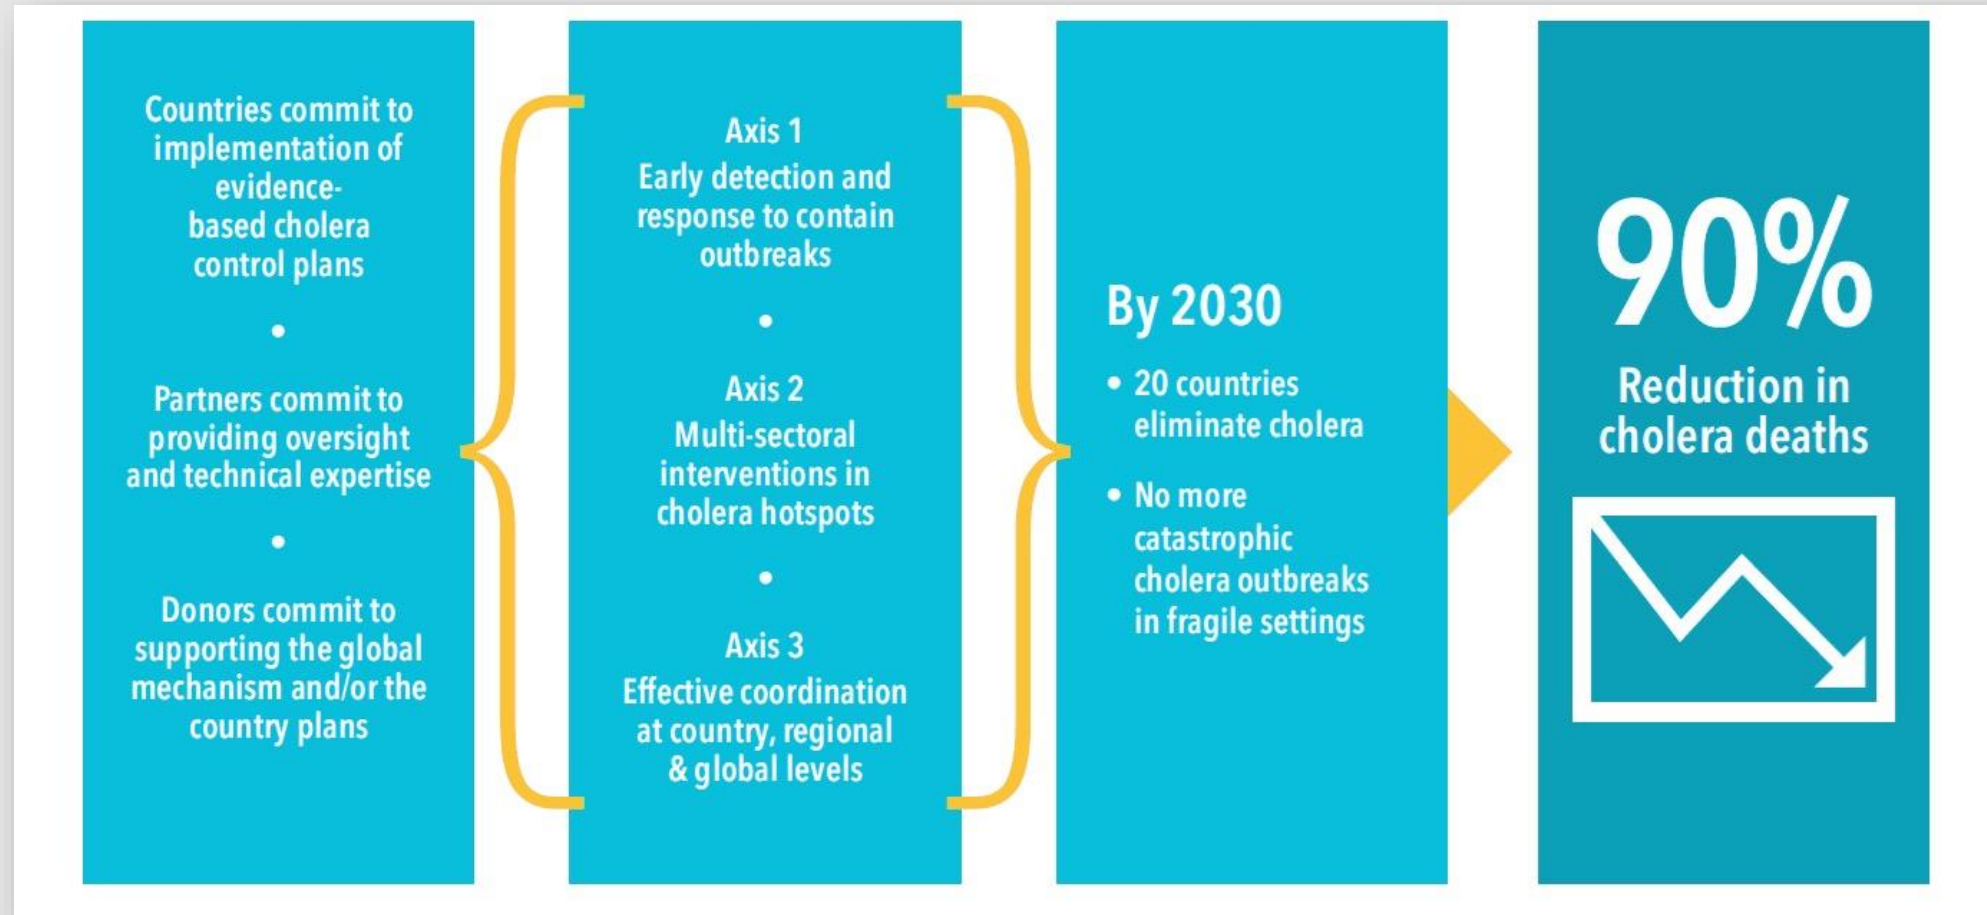 Countries commit to
implementation of
evidence-
based cholera
control plans
•
Partners commit to
providing oversight
and technical expertise
•
Donors commit to
supporting the global
mechanism and/or the
country plans
Axis 1
Early detection and
response to contain
outbreaks
•
Axis 2
Multi-sectoral
interventions in
cholera hotspots
•
Axis 3
Effective coordination
at country, regional
& global levels
By 2030
• 20 countries
eliminate cholera
• No more
catastrophic
cholera outbreaks
in fragile settings
90%
Reduction in
cholera deaths